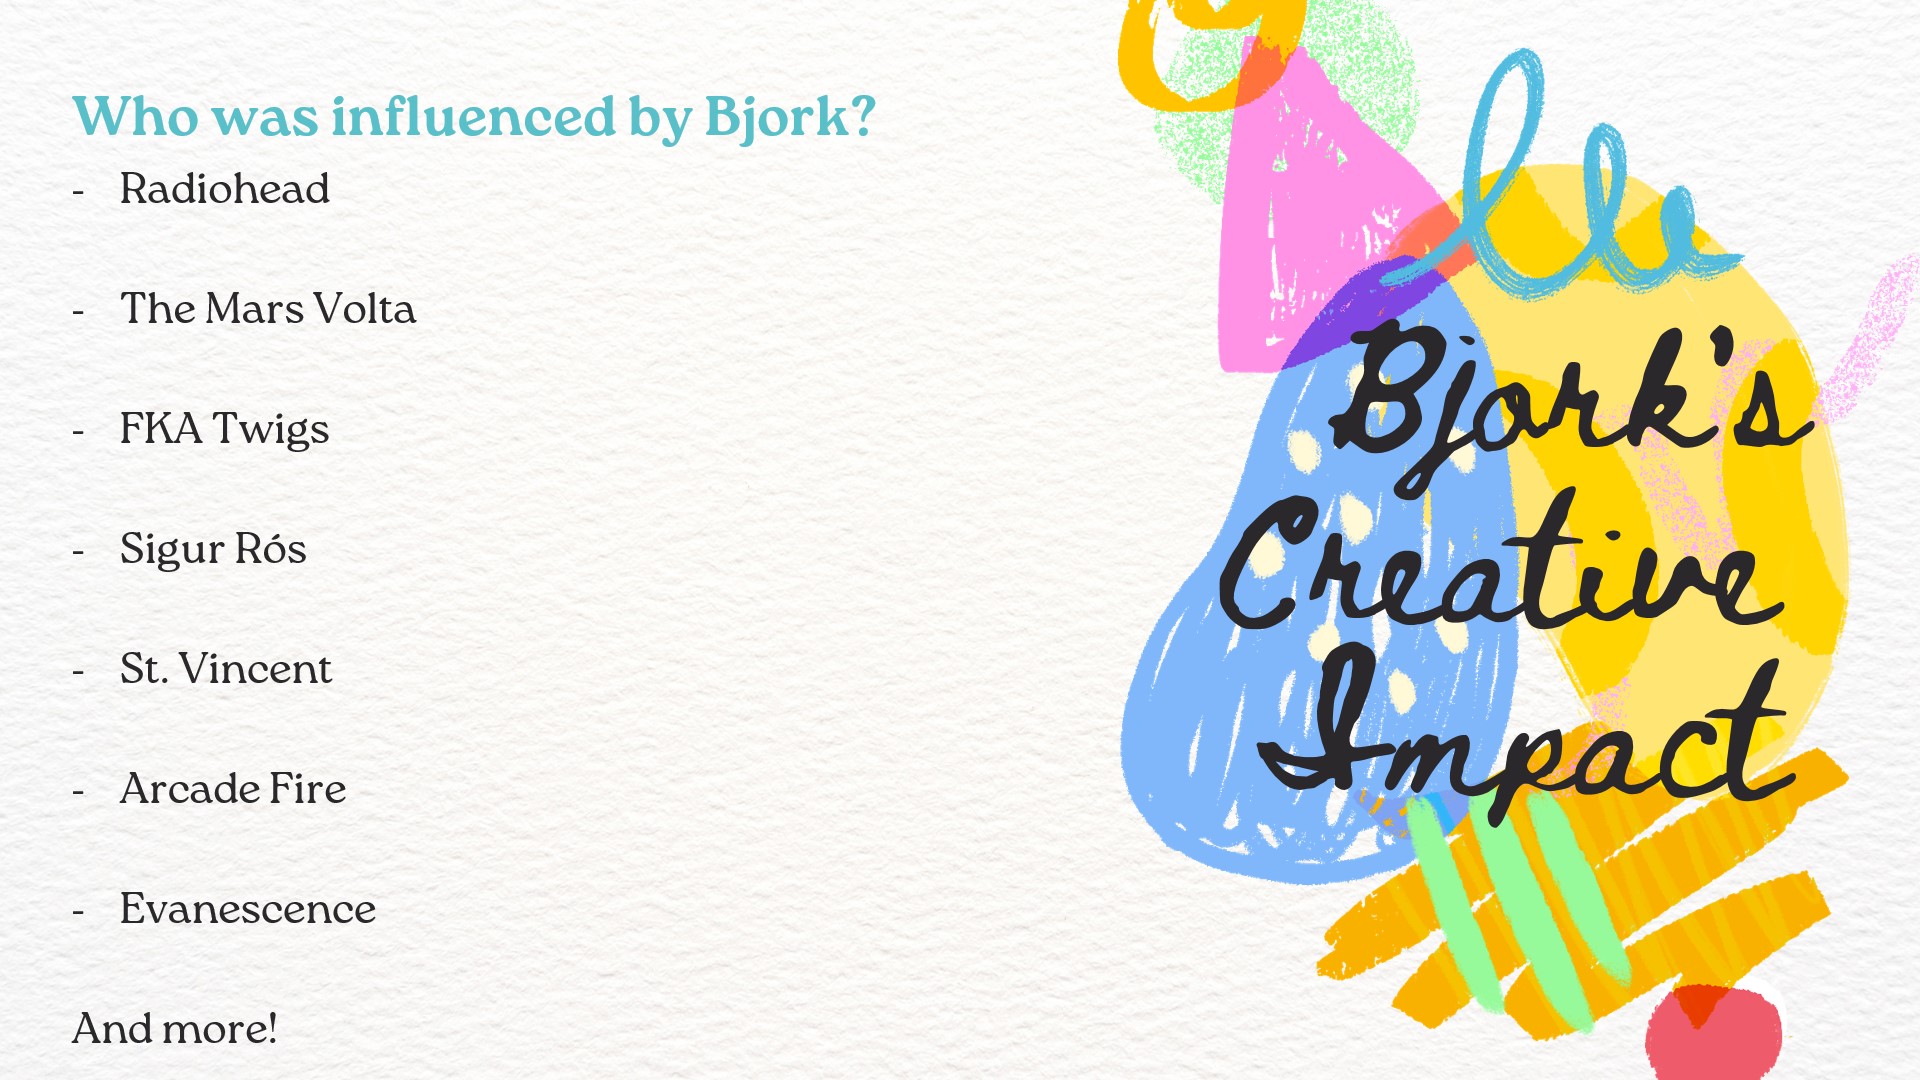 Who was influenced by Bjork?
- Radiohead
- The Mars Volta
- FKA Twigs
- Sigur Rós
- St. Vincent
- Arcade Fire
- Evanescence
And more!
Bjork's
Creative
Impact